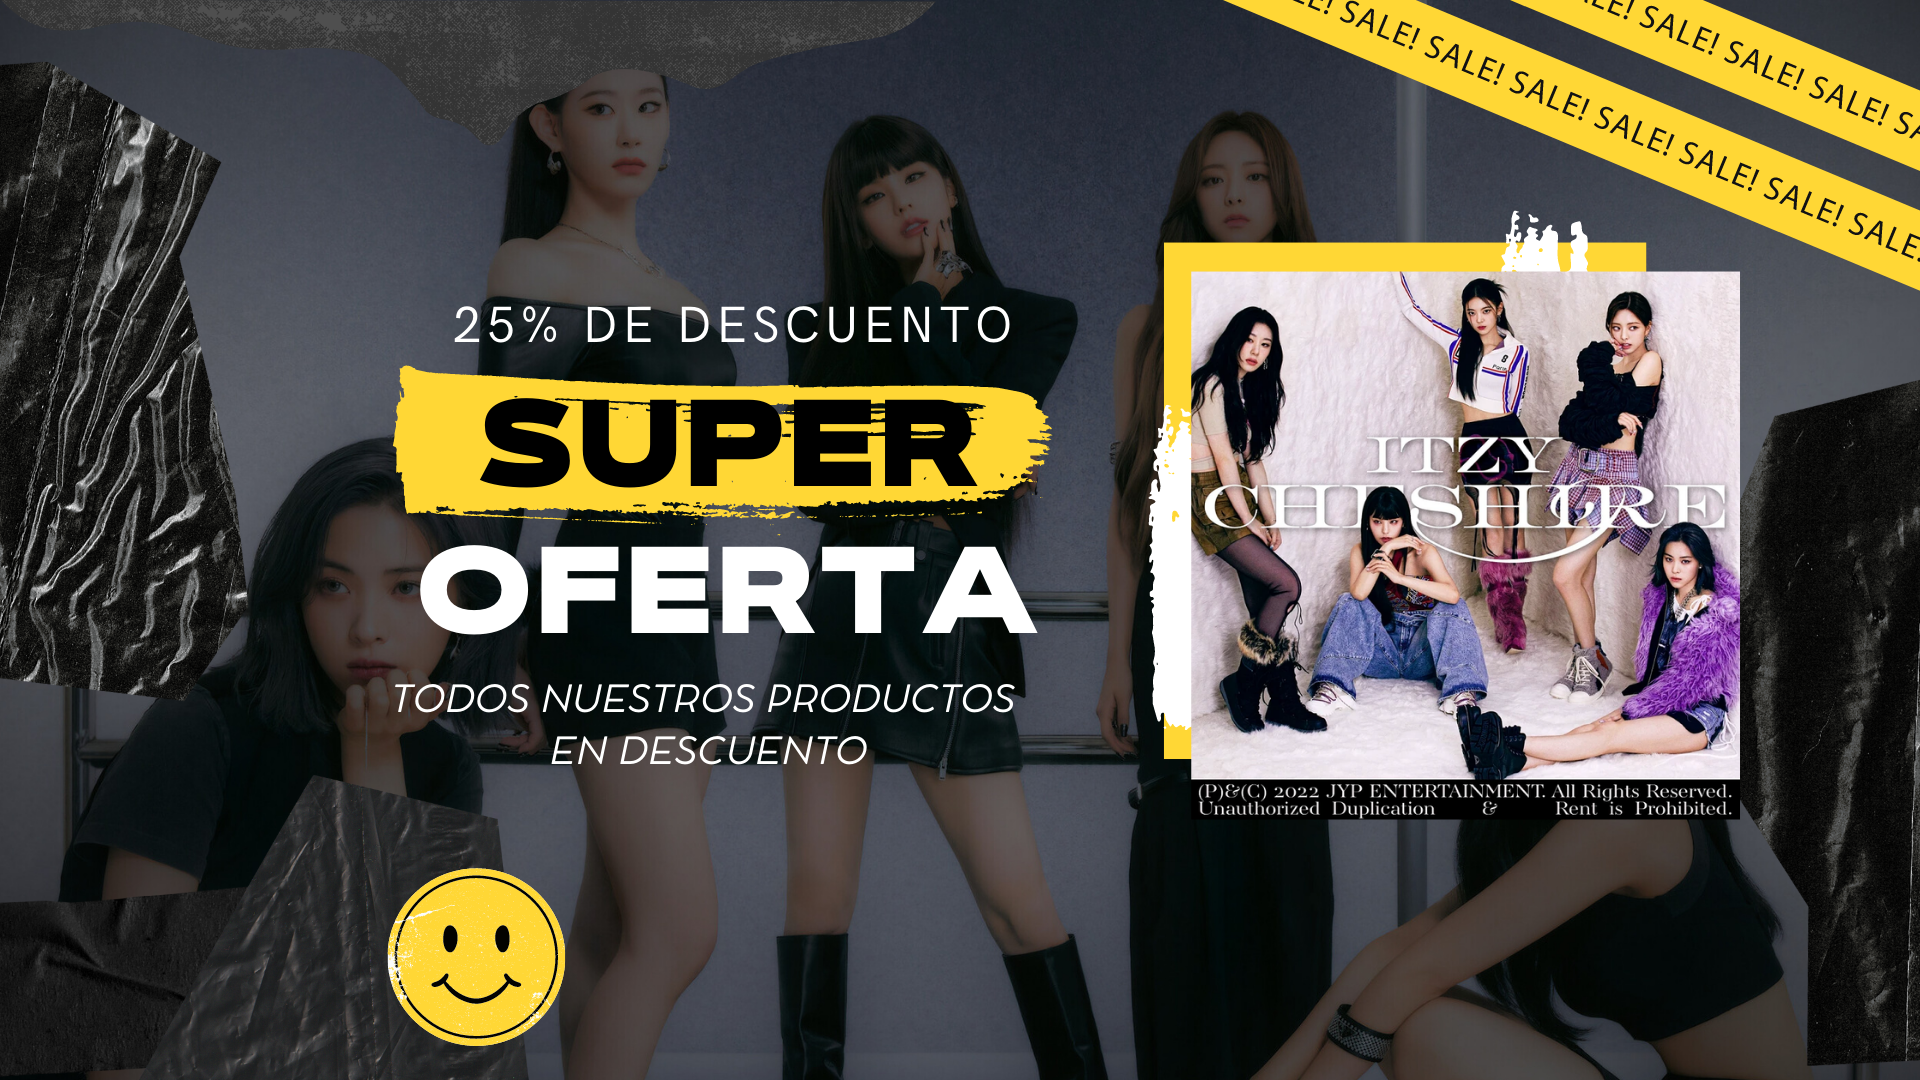 SALE! SALE! SALE! SALE!
SALE! SALE! SALE! SALE! SALE! SALE! SALE!
25% DE DESCUENTO
SUPER
OFERTA
TODOS NUESTROS PRODUCTOS
EN DESCUENTO
ITZY
CHESHIRE
(P)&(C) 2022 JYP ENTERTAINMENT. All Rights Reserved.
Unauthorized Duplication & Rent is Prohibited.